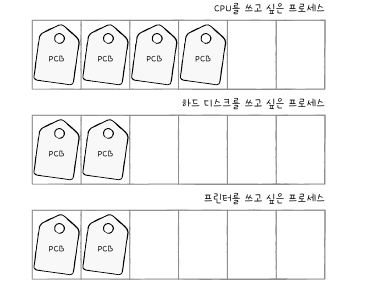 CPU를 쓰고 싶은 프로세스
PCB PCB PCB PCB
하드 디스크를 쓰고 싶은 프로세스
PCB PCB
프린터를 쓰고 싶은 프로세스
PCB PCB